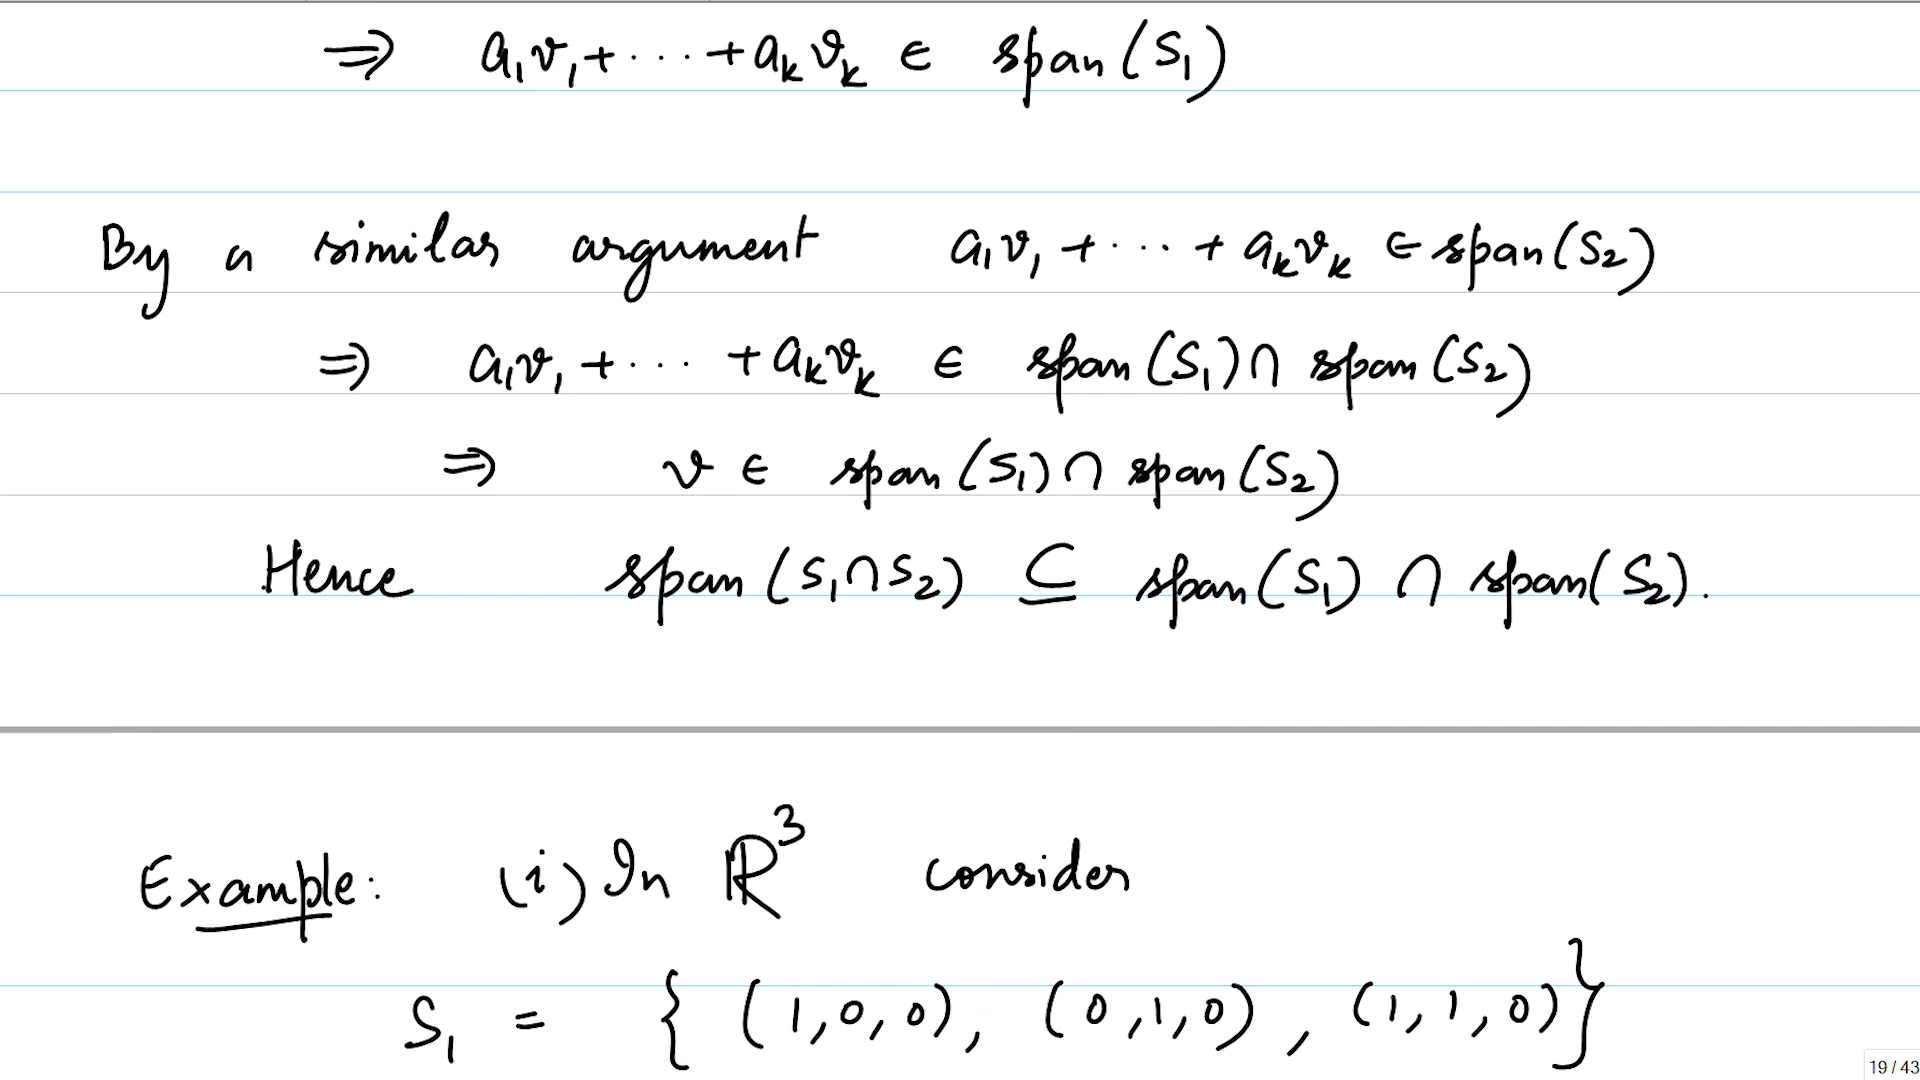 ⇒ a₁v₁ + ... + aₖvₖ ∈ span(S₁)
By a similar argument a₁v₁ + ... + aₖvₖ ∈ span(S₂)
⇒ a₁v₁ + ... + aₖvₖ ∈ span(S₁) ∩ span(S₂)
⇒ v ∈ span(S₁) ∩ span(S₂)
Hence span(S₁∩S₂) ⊆ span(S₁) ∩ span(S₂).
Example: (i) In ℝ³ consider
S₁ = { (1,0,0), (0,1,0), (1,1,0)}
19 / 43